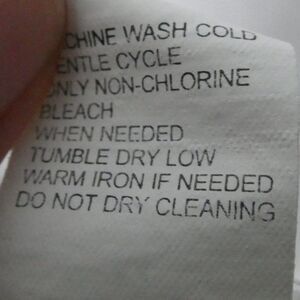 CHINE WASH COLD
ENTLE CYCLE
ONLY NON-CHLORINE
BLEACH
WHEN NEEDED
TUMBLE DRY LOW
WARM IRON IF NEEDED
DO NOT DRY CLEANING